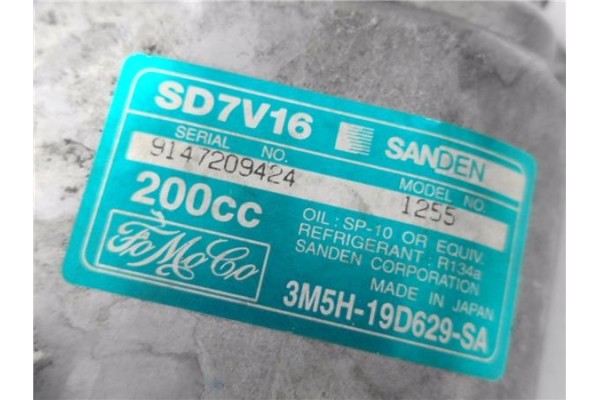 SD7V16 SANDEN
SERIAL NO. MODEL NO.
9147209424 1255
200cc
OIL : SP-10 OR EQUIV.
REFRIGERANT : R134a
SANDEN CORPORATION
MADE IN JAPAN
FoMoCo
3M5H-19D629-SA